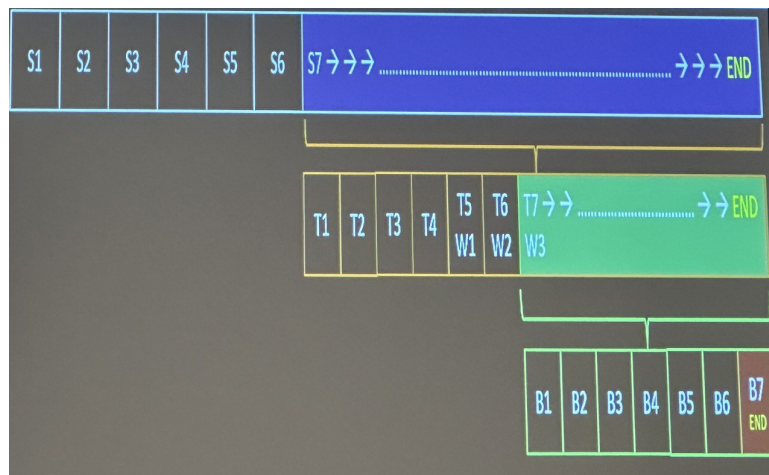 S1 S2 S3 S4 S5 S6 S7→→→..........→→→END
T1 T2 T3 T4 T5 T6 T7→→..........→→END
W1 W2 W3
B1 B2 B3 B4 B5 B6 B7
END